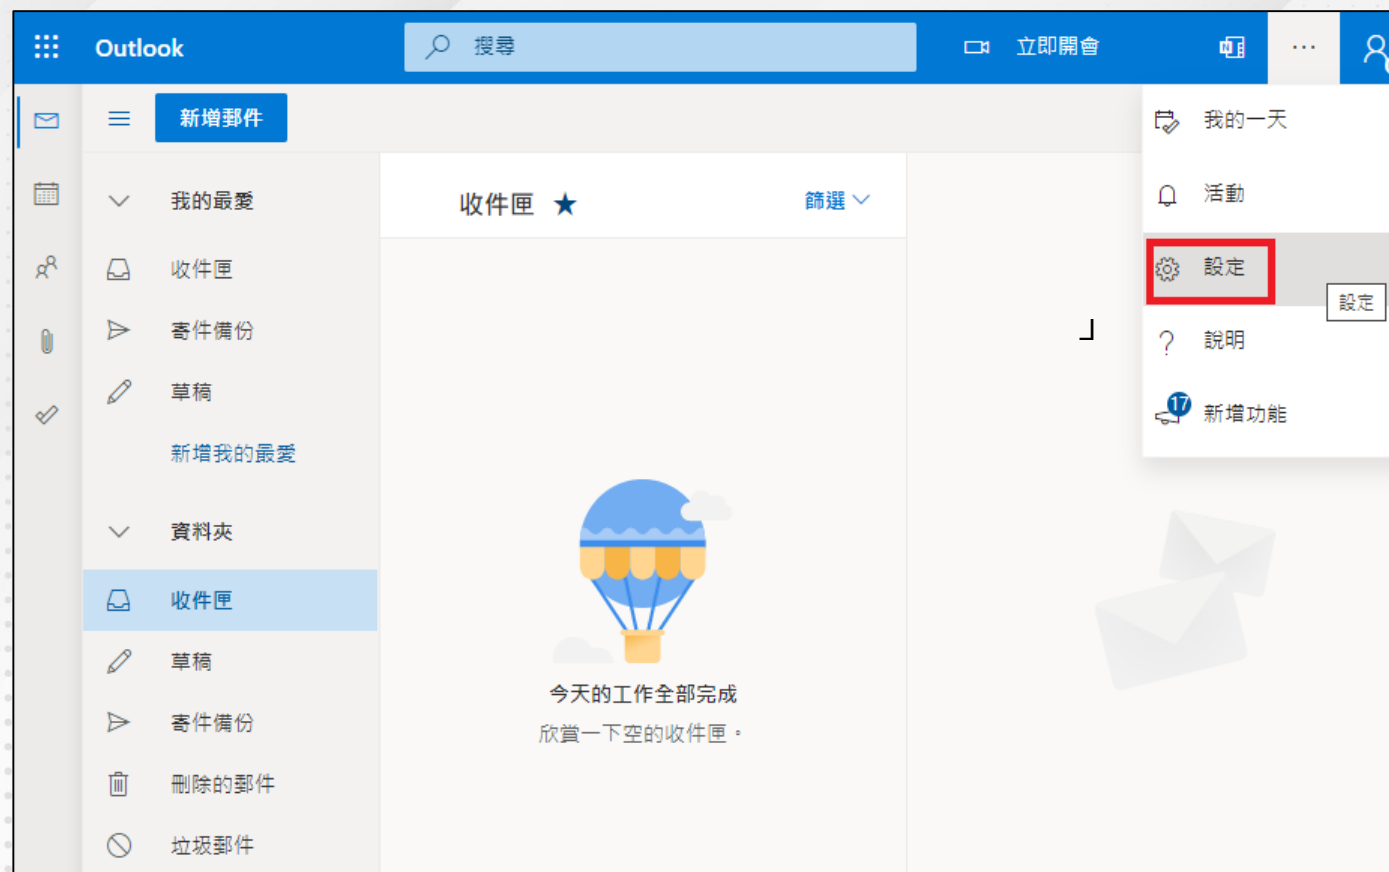 Outlook
搜尋
立即開會
新增郵件
我的最愛
收件匣
寄件備份
草稿
新增我的最愛
資料夾
收件匣
草稿
寄件備份
刪除的郵件
垃圾郵件
收件匣 ★
篩選
今天的工作全部完成
欣賞一下空的收件匣。
」
我的一天
活動
設定
設定
說明
17
新增功能